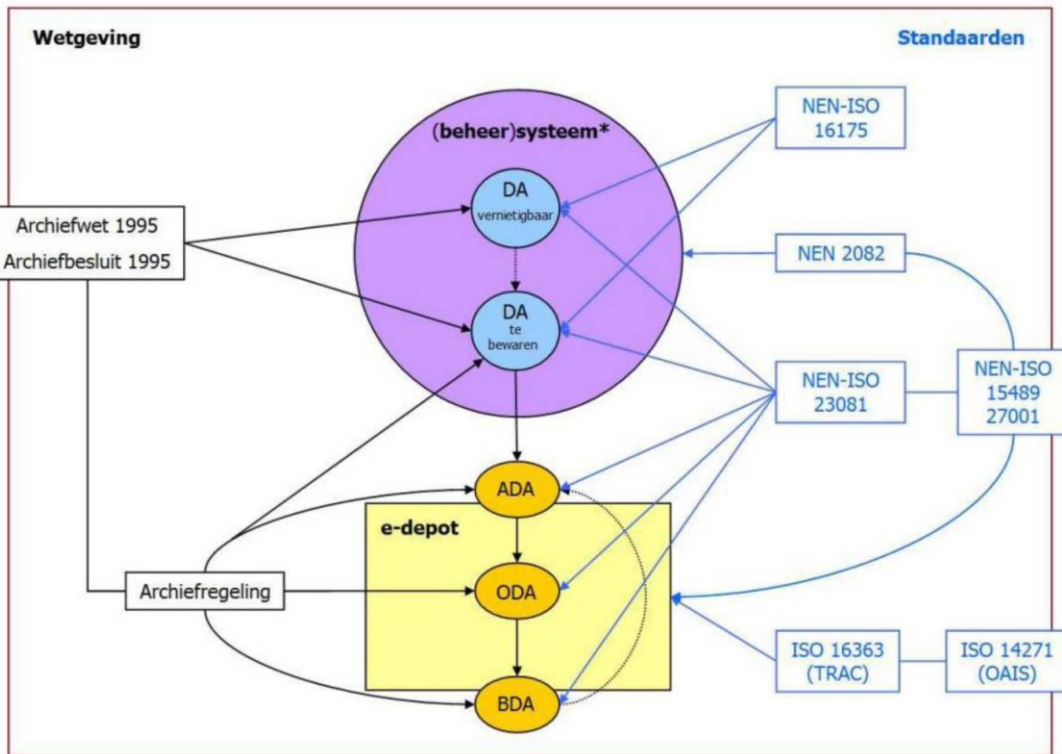 Wetgeving
Standaarden
(beheer)systeem*
NEN-ISO
16175
DA
vernietigbaar
Archiefwet 1995
Archiefbesluit 1995
NEN 2082
DA
te
bewaren
NEN-ISO
23081
NEN-ISO
15489
27001
ADA
e-depot
Archiefregeling
ODA
ISO 16363
(TRAC)
ISO 14271
(OAIS)
BDA